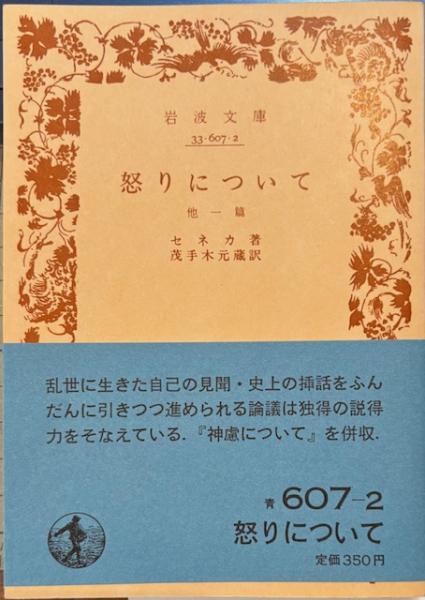 岩波文庫
33-607-2
怒りについて
他一篇
セネカ著
茂手木元蔵訳
乱世に生きた自己の見聞・史上の挿話をふん
だんに引きつつ進められる論議は独得の説得
力をそなえている．『神慮について』を併収．
青 607-2
怒りについて
定価350円